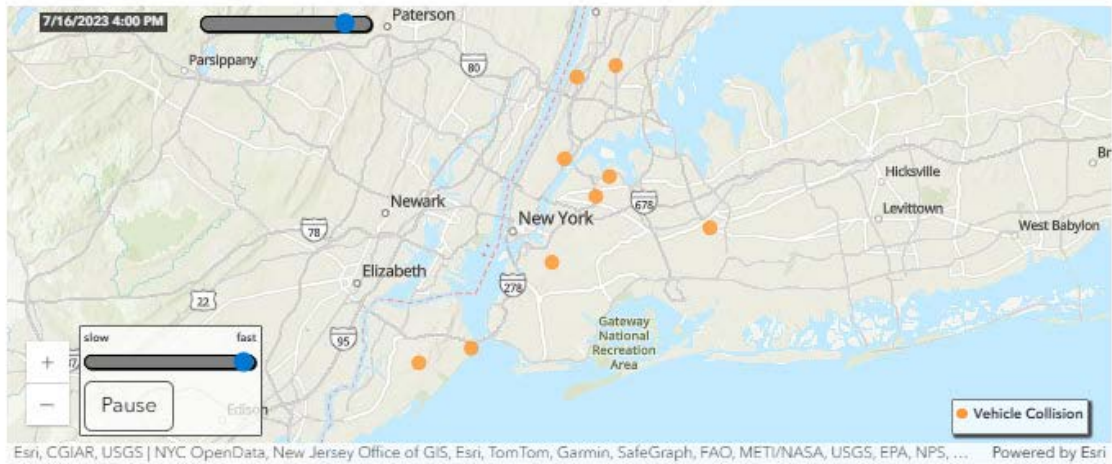 7/16/2023 4:00 PM
Paterson
Parsippany
80
Hicksville
Br
Newark
678
Levittown
New York
78
West Babylon
Elizabeth
278
22
Gateway
National
Recreation
Area
95
slow fast
+
−
Pause
Edison
Vehicle Collision
Esri, CGIAR, USGS | NYC OpenData, New Jersey Office of GIS, Esri, TomTom, Garmin, SafeGraph, FAO, METI/NASA, USGS, EPA, NPS, ... Powered by Esri